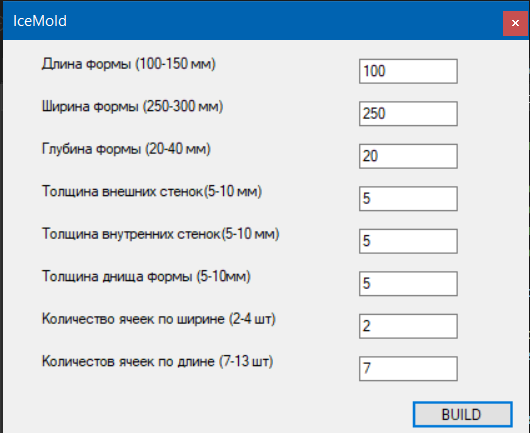 IceMold
Длина формы (100-150 мм)
100
Ширина формы (250-300 мм)
250
Глубина формы (20-40 мм)
20
Толщина внешних стенок(5-10 мм)
5
Толщина внутренних стенок(5-10 мм)
5
Толщина днища формы (5-10мм)
5
Количество ячеек по ширине (2-4 шт)
2
Количестов ячеек по длине (7-13 шт)
7
BUILD